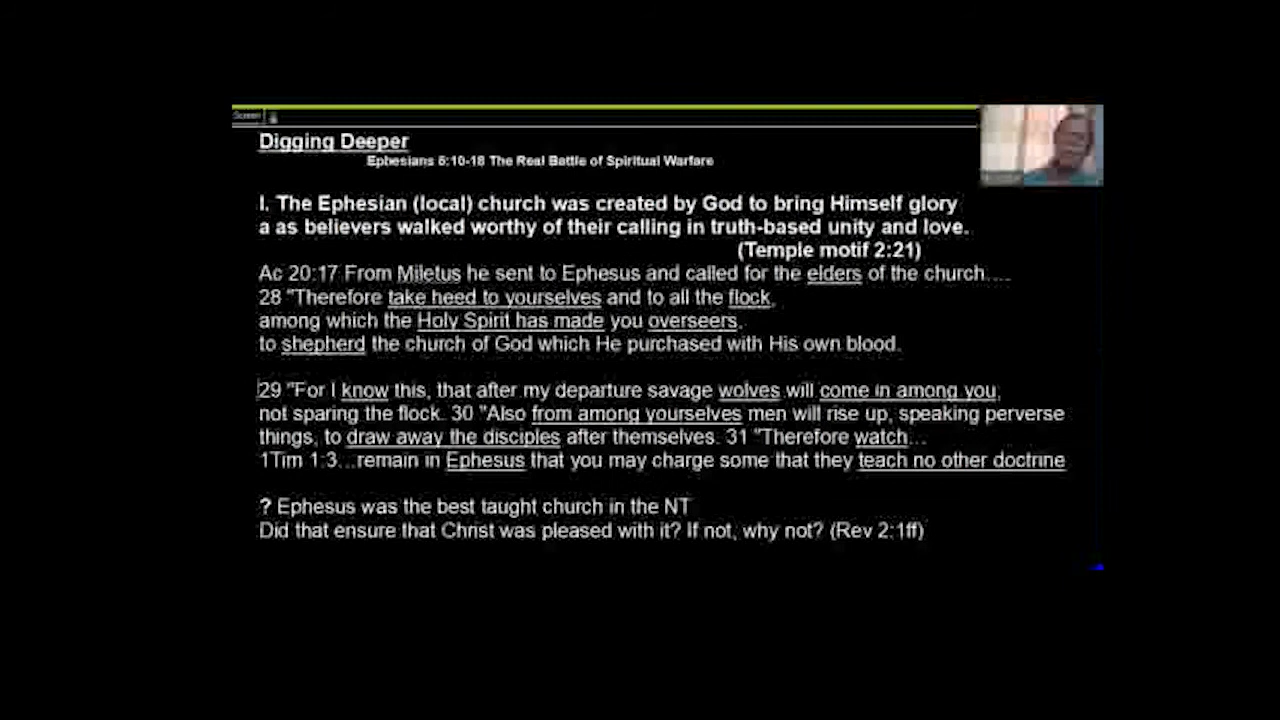 Screen
Digging Deeper
Ephesians 6:10-18 The Real Battle of Spiritual Warfare
I. The Ephesian (local) church was created by God to bring Himself glory
a as believers walked worthy of their calling in truth-based unity and love.
(Temple motif 2:21)
Ac 20:17 From Miletus he sent to Ephesus and called for the elders of the church....
28 "Therefore take heed to yourselves and to all the flock,
among which the Holy Spirit has made you overseers,
to shepherd the church of God which He purchased with His own blood.
29 "For I know this, that after my departure savage wolves will come in among you,
not sparing the flock. 30 "Also from among yourselves men will rise up, speaking perverse
things, to draw away the disciples after themselves. 31 "Therefore watch...
1Tim 1:3...remain in Ephesus that you may charge some that they teach no other doctrine
? Ephesus was the best taught church in the NT
Did that ensure that Christ was pleased with it? If not, why not? (Rev 2:1ff)